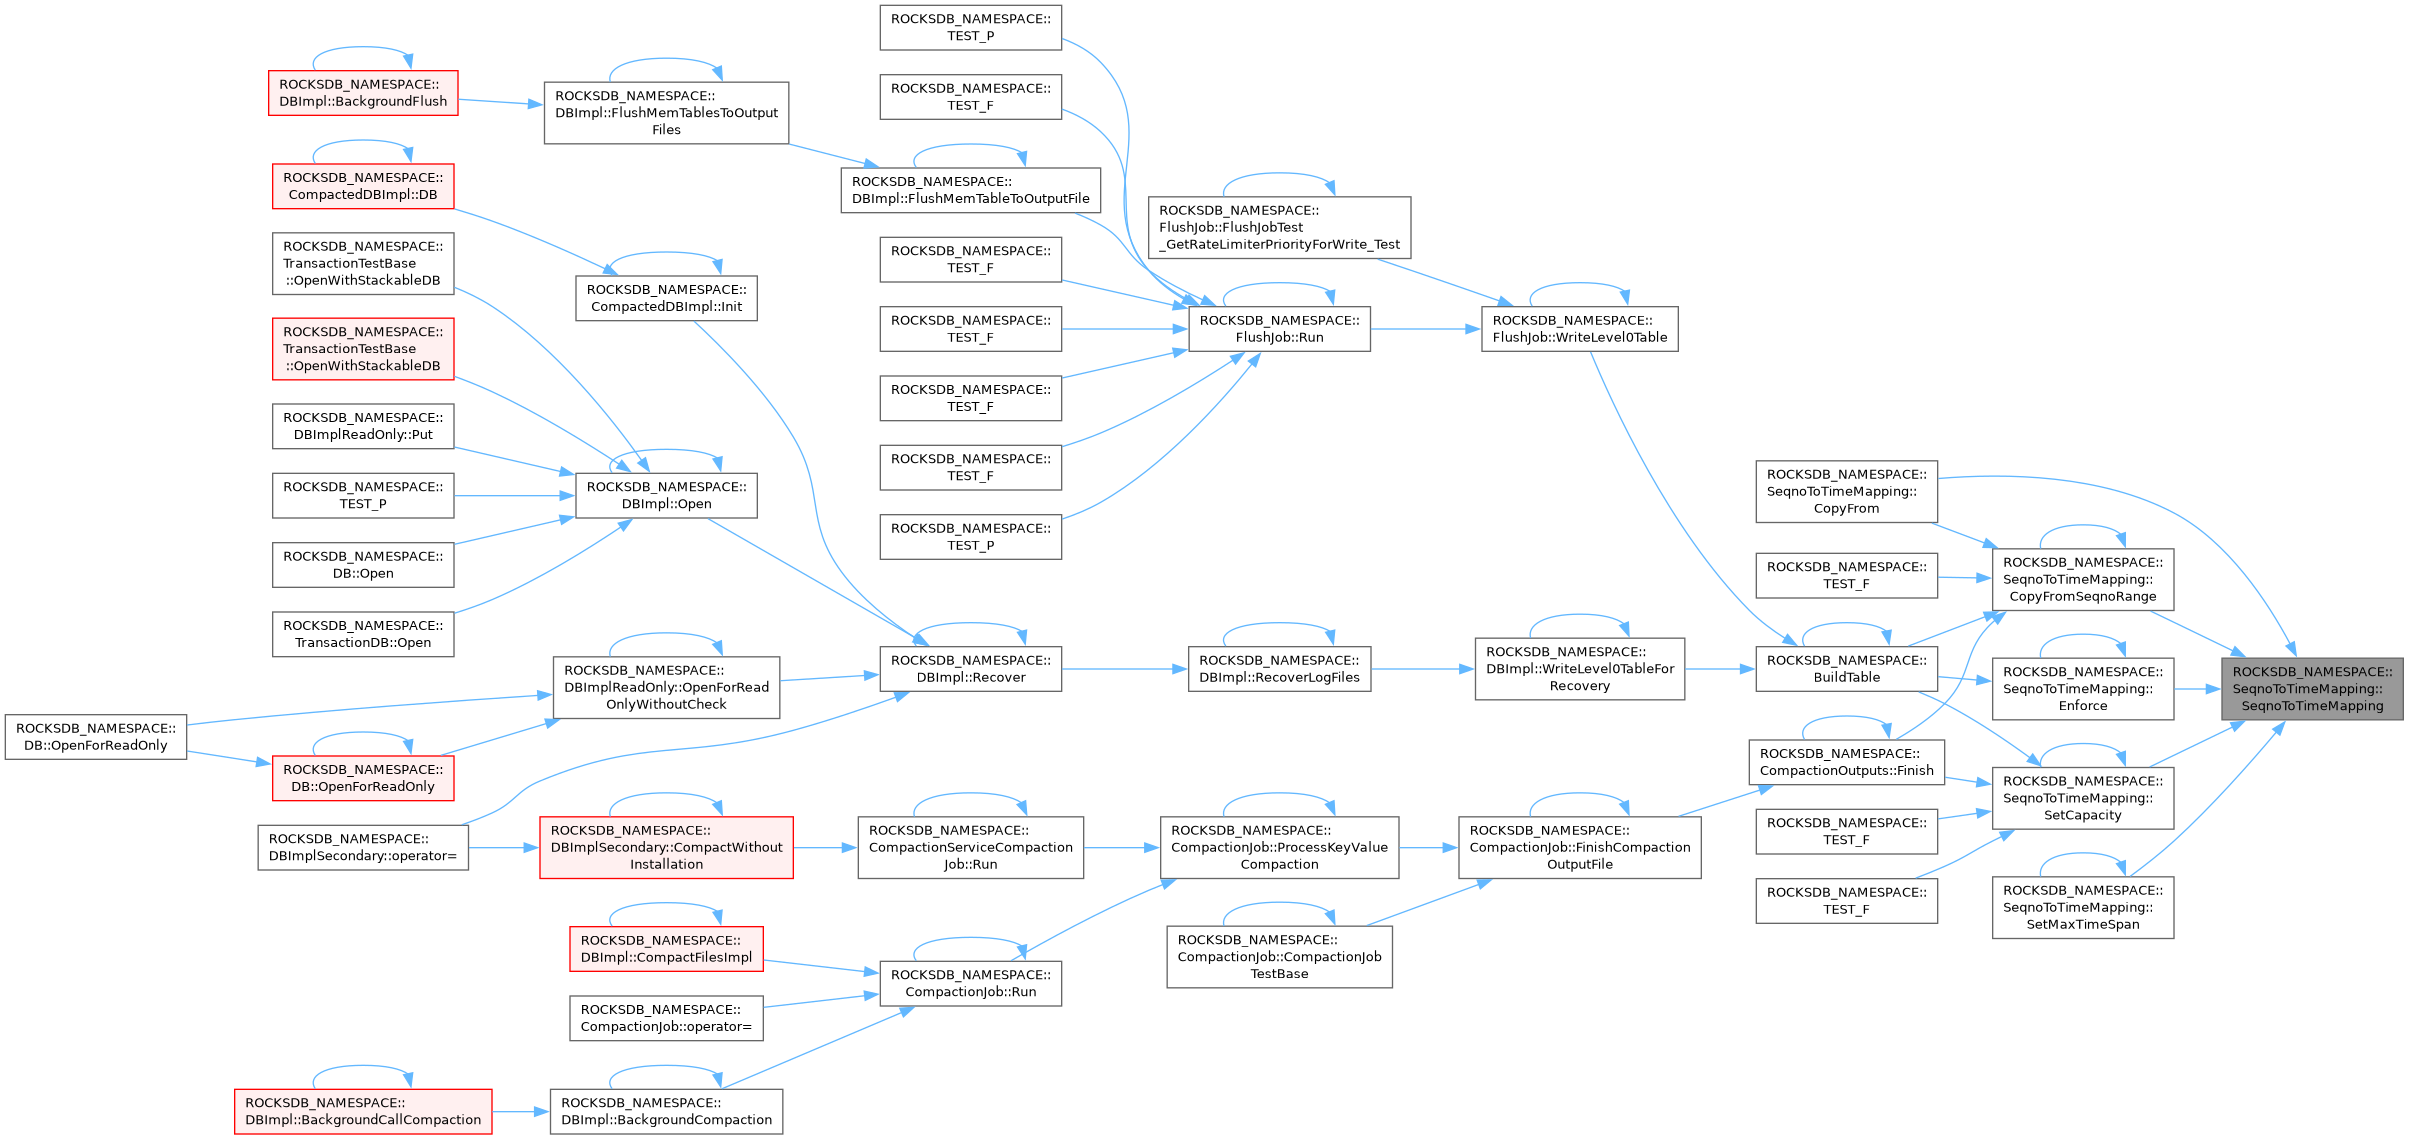 ROCKSDB_NAMESPACE::
TEST_P
ROCKSDB_NAMESPACE::
DBImpl::BackgroundFlush
ROCKSDB_NAMESPACE::
DBImpl::FlushMemTablesToOutput
Files
ROCKSDB_NAMESPACE::
TEST_F
ROCKSDB_NAMESPACE::
CompactedDBImpl::DB
ROCKSDB_NAMESPACE::
DBImpl::FlushMemTableToOutputFile
ROCKSDB_NAMESPACE::
FlushJob::FlushJobTest
_GetRateLimiterPriorityForWrite_Test
ROCKSDB_NAMESPACE::
TransactionTestBase
::OpenWithStackableDB
ROCKSDB_NAMESPACE::
CompactedDBImpl::Init
ROCKSDB_NAMESPACE::
TEST_F
ROCKSDB_NAMESPACE::
TEST_F
ROCKSDB_NAMESPACE::
FlushJob::Run
ROCKSDB_NAMESPACE::
FlushJob::WriteLevel0Table
ROCKSDB_NAMESPACE::
TransactionTestBase
::OpenWithStackableDB
ROCKSDB_NAMESPACE::
TEST_F
ROCKSDB_NAMESPACE::
DBImplReadOnly::Put
ROCKSDB_NAMESPACE::
TEST_F
ROCKSDB_NAMESPACE::
TEST_P
ROCKSDB_NAMESPACE::
DBImpl::Open
ROCKSDB_NAMESPACE::
TEST_P
ROCKSDB_NAMESPACE::
SeqnoToTimeMapping::
CopyFrom
ROCKSDB_NAMESPACE::
DB::Open
ROCKSDB_NAMESPACE::
TEST_F
ROCKSDB_NAMESPACE::
SeqnoToTimeMapping::
CopyFromSeqnoRange
ROCKSDB_NAMESPACE::
TransactionDB::Open
ROCKSDB_NAMESPACE::
DBImplReadOnly::OpenForRead
OnlyWithoutCheck
ROCKSDB_NAMESPACE::
DBImpl::Recover
ROCKSDB_NAMESPACE::
DBImpl::RecoverLogFiles
ROCKSDB_NAMESPACE::
DBImpl::WriteLevel0TableFor
Recovery
ROCKSDB_NAMESPACE::
BuildTable
ROCKSDB_NAMESPACE::
SeqnoToTimeMapping::
Enforce
ROCKSDB_NAMESPACE::
SeqnoToTimeMapping::
SeqnoToTimeMapping
ROCKSDB_NAMESPACE::
DB::OpenForReadOnly
ROCKSDB_NAMESPACE::
DB::OpenForReadOnly
ROCKSDB_NAMESPACE::
CompactionOutputs::Finish
ROCKSDB_NAMESPACE::
SeqnoToTimeMapping::
SetCapacity
ROCKSDB_NAMESPACE::
DBImplSecondary::operator=
ROCKSDB_NAMESPACE::
DBImplSecondary::CompactWithout
Installation
ROCKSDB_NAMESPACE::
CompactionServiceCompaction
Job::Run
ROCKSDB_NAMESPACE::
CompactionJob::ProcessKeyValue
Compaction
ROCKSDB_NAMESPACE::
CompactionJob::FinishCompaction
OutputFile
ROCKSDB_NAMESPACE::
TEST_F
ROCKSDB_NAMESPACE::
TEST_F
ROCKSDB_NAMESPACE::
SeqnoToTimeMapping::
SetMaxTimeSpan
ROCKSDB_NAMESPACE::
DBImpl::CompactFilesImpl
ROCKSDB_NAMESPACE::
CompactionJob::CompactionJob
TestBase
ROCKSDB_NAMESPACE::
CompactionJob::Run
ROCKSDB_NAMESPACE::
CompactionJob::operator=
ROCKSDB_NAMESPACE::
DBImpl::BackgroundCallCompaction
ROCKSDB_NAMESPACE::
DBImpl::BackgroundCompaction